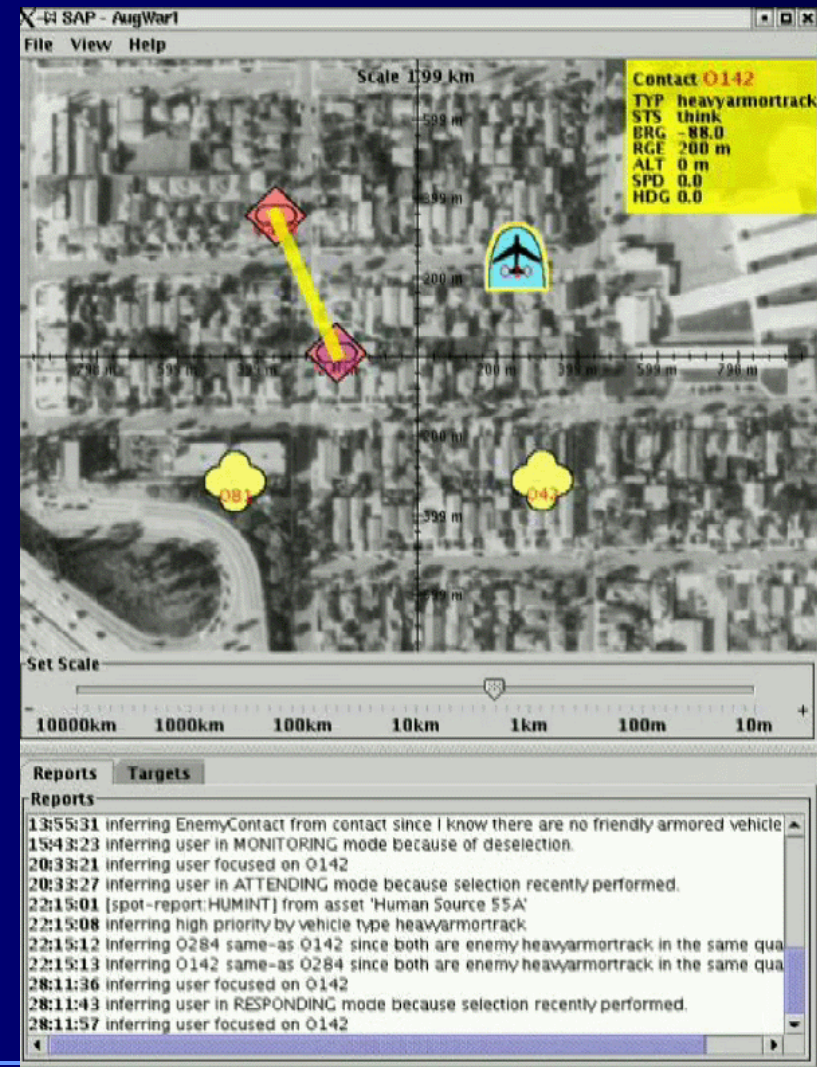 SAP - AugWar1
File View Help
Scale 1.99 km
Contact O142
TYP heavyarmortrack
STS think
BRG -88.0
RGE 200 m
ALT 0 m
SPD 0.0
HDG 0.0
599 m
399 m
200 m
798 m 599 m 399 m 200 m 399 m 599 m 798 m
200 m
O81 O43
399 m
599 m
Set Scale
- +
10000km 1000km 100km 10km 1km 100m 10m
Reports Targets
Reports
13:55:31 inferring EnemyContact from contact since I know there are no friendly armored vehicle
15:43:23 inferring user in MONITORING mode because of deselection.
20:33:21 inferring user focused on O142
20:33:27 inferring user in ATTENDING mode because selection recently performed.
22:15:01 [spot-report:HUMINT] from asset 'Human Source 55A'
22:15:08 inferring high priority by vehicle type heavyarmortrack
22:15:12 Inferring O284 same-as O142 since both are enemy heavyarmortrack in the same qua
22:15:13 Inferring O142 same-as O284 since both are enemy heavyarmortrack in the same qua
28:11:36 inferring user focused on O142
28:11:43 inferring user in RESPONDING mode because selection recently performed.
28:11:57 inferring user focused on O142